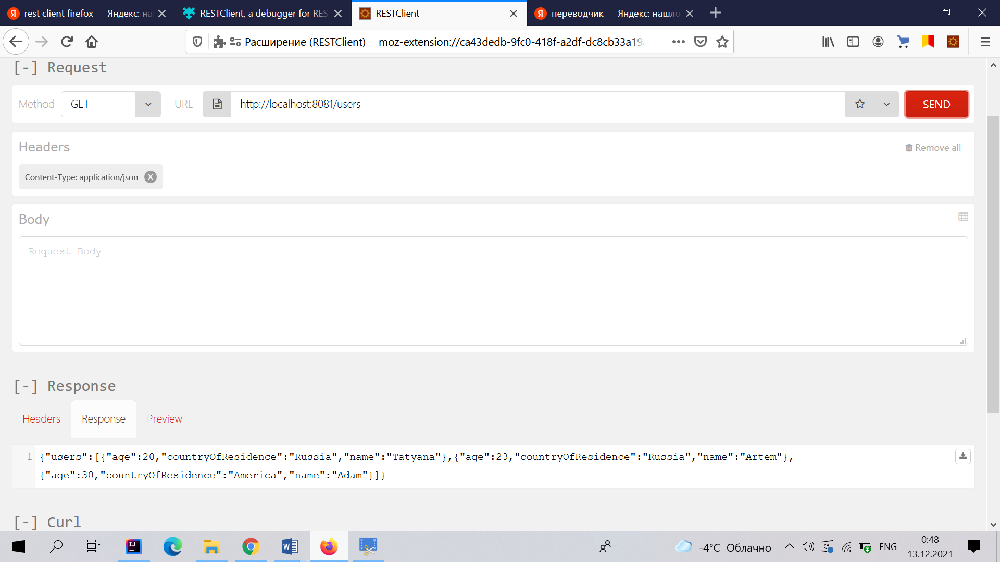 rest client firefox — Яндекс: на
RESTClient, a debugger for RES
RESTClient
переводчик — Яндекс: нашло
Расширение (RESTClient)
moz-extension://ca43dedb-9fc0-418f-a2df-dc8cb33a19
[-] Request
Method
GET
URL
http://localhost:8081/users
SEND
Headers
Remove all
Content-Type: application/json
X
Body
Request Body
[-] Response
Headers
Response
Preview
1
{"users":[{"age":20,"countryOfResidence":"Russia","name":"Tatyana"},{"age":23,"countryOfResidence":"Russia","name":"Artem"},
{"age":30,"countryOfResidence":"America","name":"Adam"}]}
[-] Curl
-4°C Облачно
ENG
0:48
13.12.2021